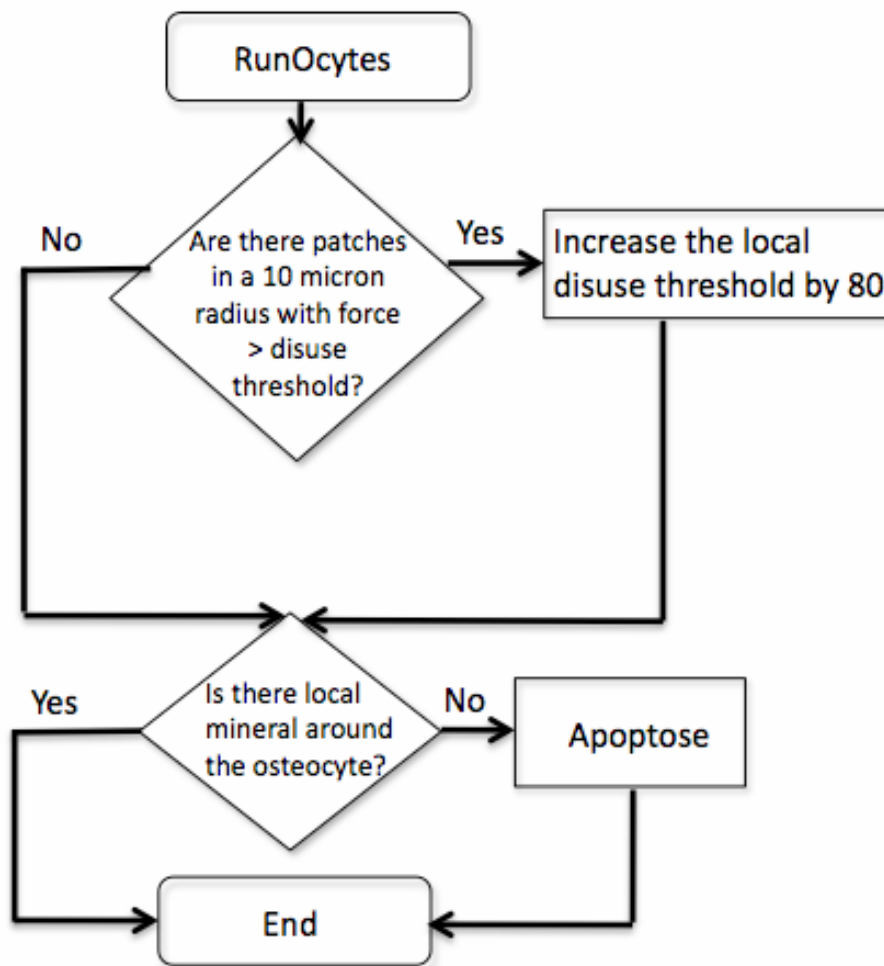 RunOcytes
No
Are there patches
in a 10 micron
radius with force
> disuse
threshold?
Yes
Increase the local
disuse threshold by 80
Yes
Is there local
mineral around
the osteocyte?
No
Apoptose
End